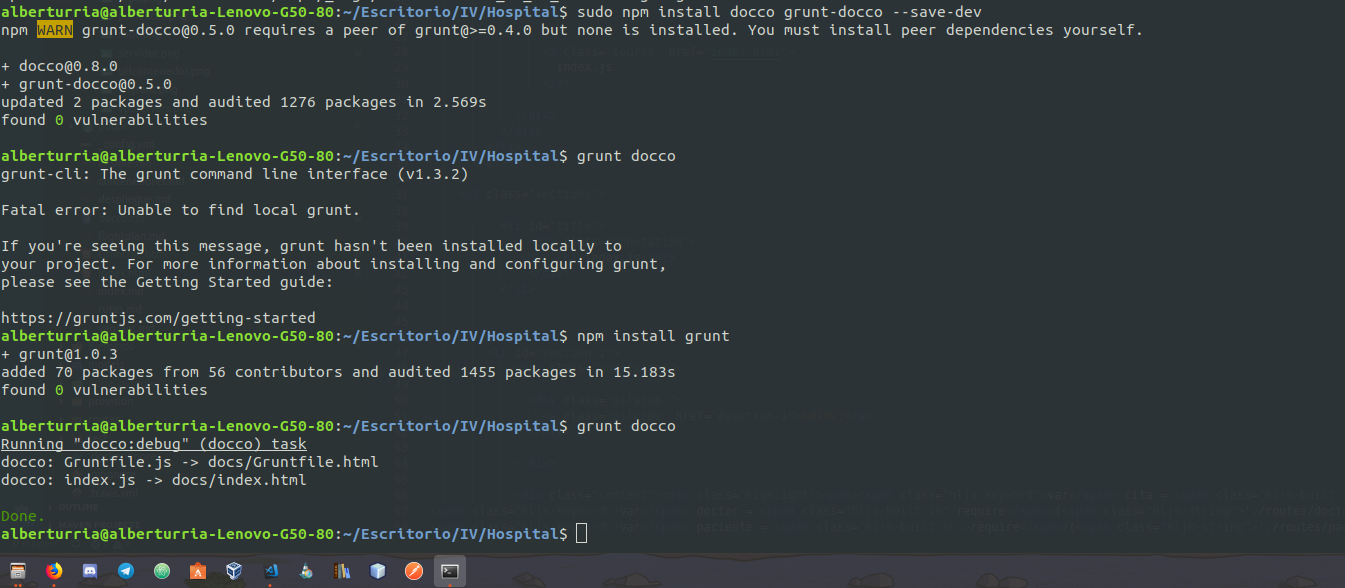 alberturria@alberturria-Lenovo-G50-80:~/Escritorio/IV/Hospital$ sudo npm install docco grunt-docco --save-dev
npm WARN grunt-docco@0.5.0 requires a peer of grunt@>=0.4.0 but none is installed. You must install peer dependencies yourself.
+ docco@0.8.0
+ grunt-docco@0.5.0
updated 2 packages and audited 1276 packages in 2.569s
found 0 vulnerabilities
alberturria@alberturria-Lenovo-G50-80:~/Escritorio/IV/Hospital$ grunt docco
grunt-cli: The grunt command line interface (v1.3.2)
Fatal error: Unable to find local grunt.
If you're seeing this message, grunt hasn't been installed locally to
your project. For more information about installing and configuring grunt,
please see the Getting Started guide:
https://gruntjs.com/getting-started
alberturria@alberturria-Lenovo-G50-80:~/Escritorio/IV/Hospital$ npm install grunt
+ grunt@1.0.3
added 70 packages from 56 contributors and audited 1455 packages in 15.183s
found 0 vulnerabilities
alberturria@alberturria-Lenovo-G50-80:~/Escritorio/IV/Hospital$ grunt docco
Running "docco:debug" (docco) task
docco: Gruntfile.js -> docs/Gruntfile.html
docco: index.js -> docs/index.html
Done.
alberturria@alberturria-Lenovo-G50-80:~/Escritorio/IV/Hospital$